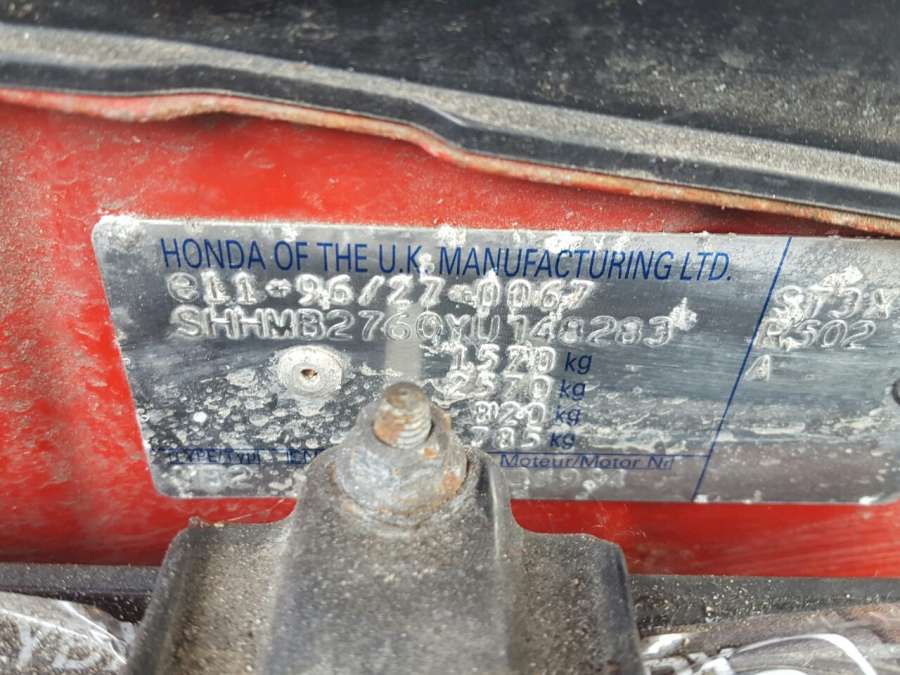 HONDA OF THE U.K. MANUFACTURING LTD.
e11*96/27*0067
SHHMB2760XU148283*
1520 kg
2570 kg
820 kg
785 kg
R502
A
Moteur/Motor Nr